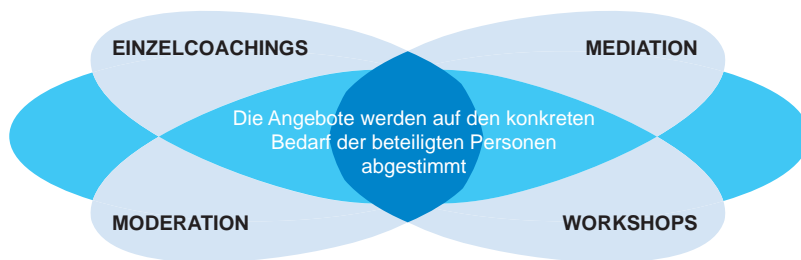 EINZELCOACHINGS
MEDIATION
Die Angebote werden auf den konkreten
Bedarf der beteiligten Personen
abgestimmt
MODERATION
WORKSHOPS